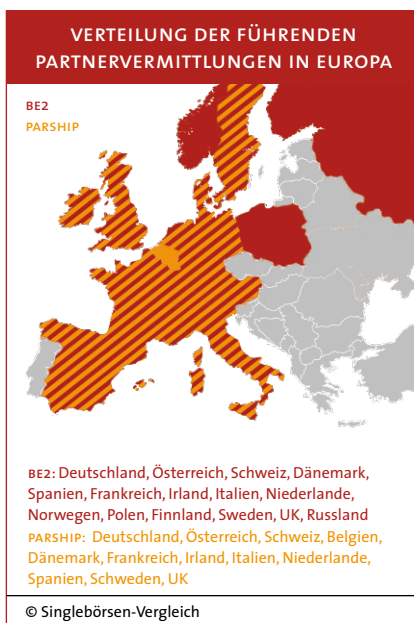 VERTEILUNG DER FÜHRENDEN
PARTNERVERMITTLUNGEN IN EUROPA
BE2
PARSHIP
BE2: Deutschland, Österreich, Schweiz, Dänemark,
Spanien, Frankreich, Irland, Italien, Niederlande,
Norwegen, Polen, Finnland, Sweden, UK, Russland
PARSHIP: Deutschland, Österreich, Schweiz, Belgien,
Dänemark, Frankreich, Irland, Italien, Niederlande,
Spanien, Schweden, UK
© Singlebörsen-Vergleich